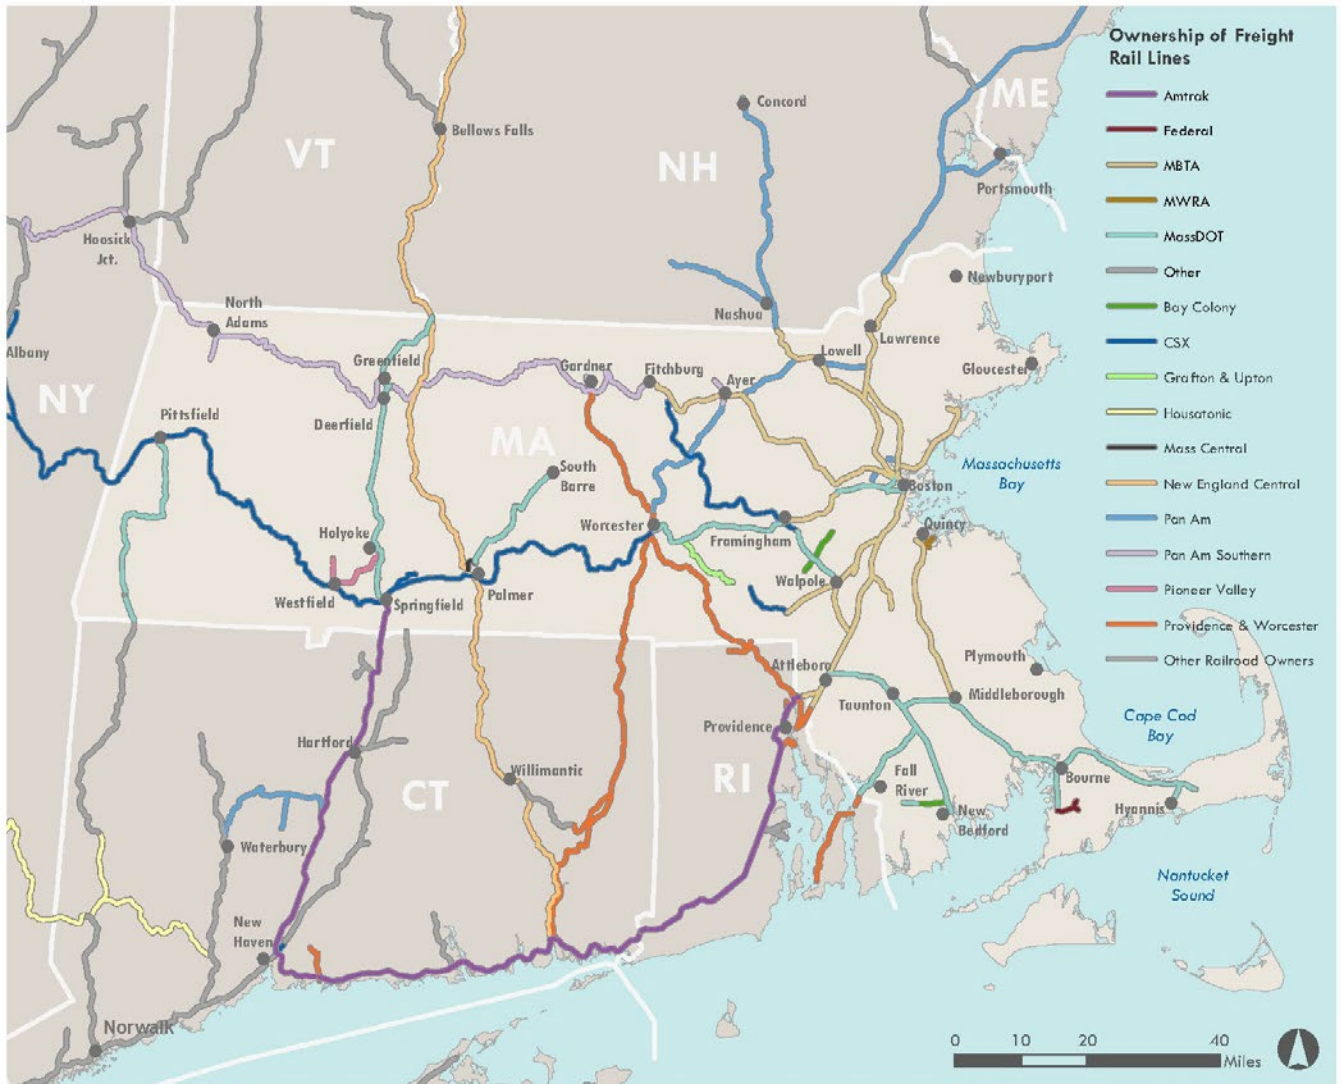 Ownership of Freight
Rail Lines
Amtrak
Federal
MBTA
MWRA
MassDOT
Other
Bay Colony
CSX
Grafton & Upton
Housatonic
Mass Central
New England Central
Pan Am
Pan Am Southern
Pioneer Valley
Providence & Worcester
Other Railroad Owners
ME
Concord
Bellows Falls
VT
NH
Portsmouth
Hoosick
Jct.
Newburyport
North
Adams
Nashua
Lawrence
Albany
Greenfield
Lowell
Gardner
Fitchburg
Ayer
Gloucester
NY
Pittsfield
Deerfield
MA
South
Barre
Massachusetts
Bay
Boston
Holyoke
Worcester
Framingham
Quincy
Westfield
Springfield
Palmer
Walpole
Attleboro
Plymouth
Taunton
Middleborough
Providence
Cape Cod
Bay
Hartford
Willimantic
CT
RI
Fall
River
Bourne
New
Bedford
Hyannis
Waterbury
Nantucket
Sound
New
Haven
Norwalk
0 10 20 40
Miles